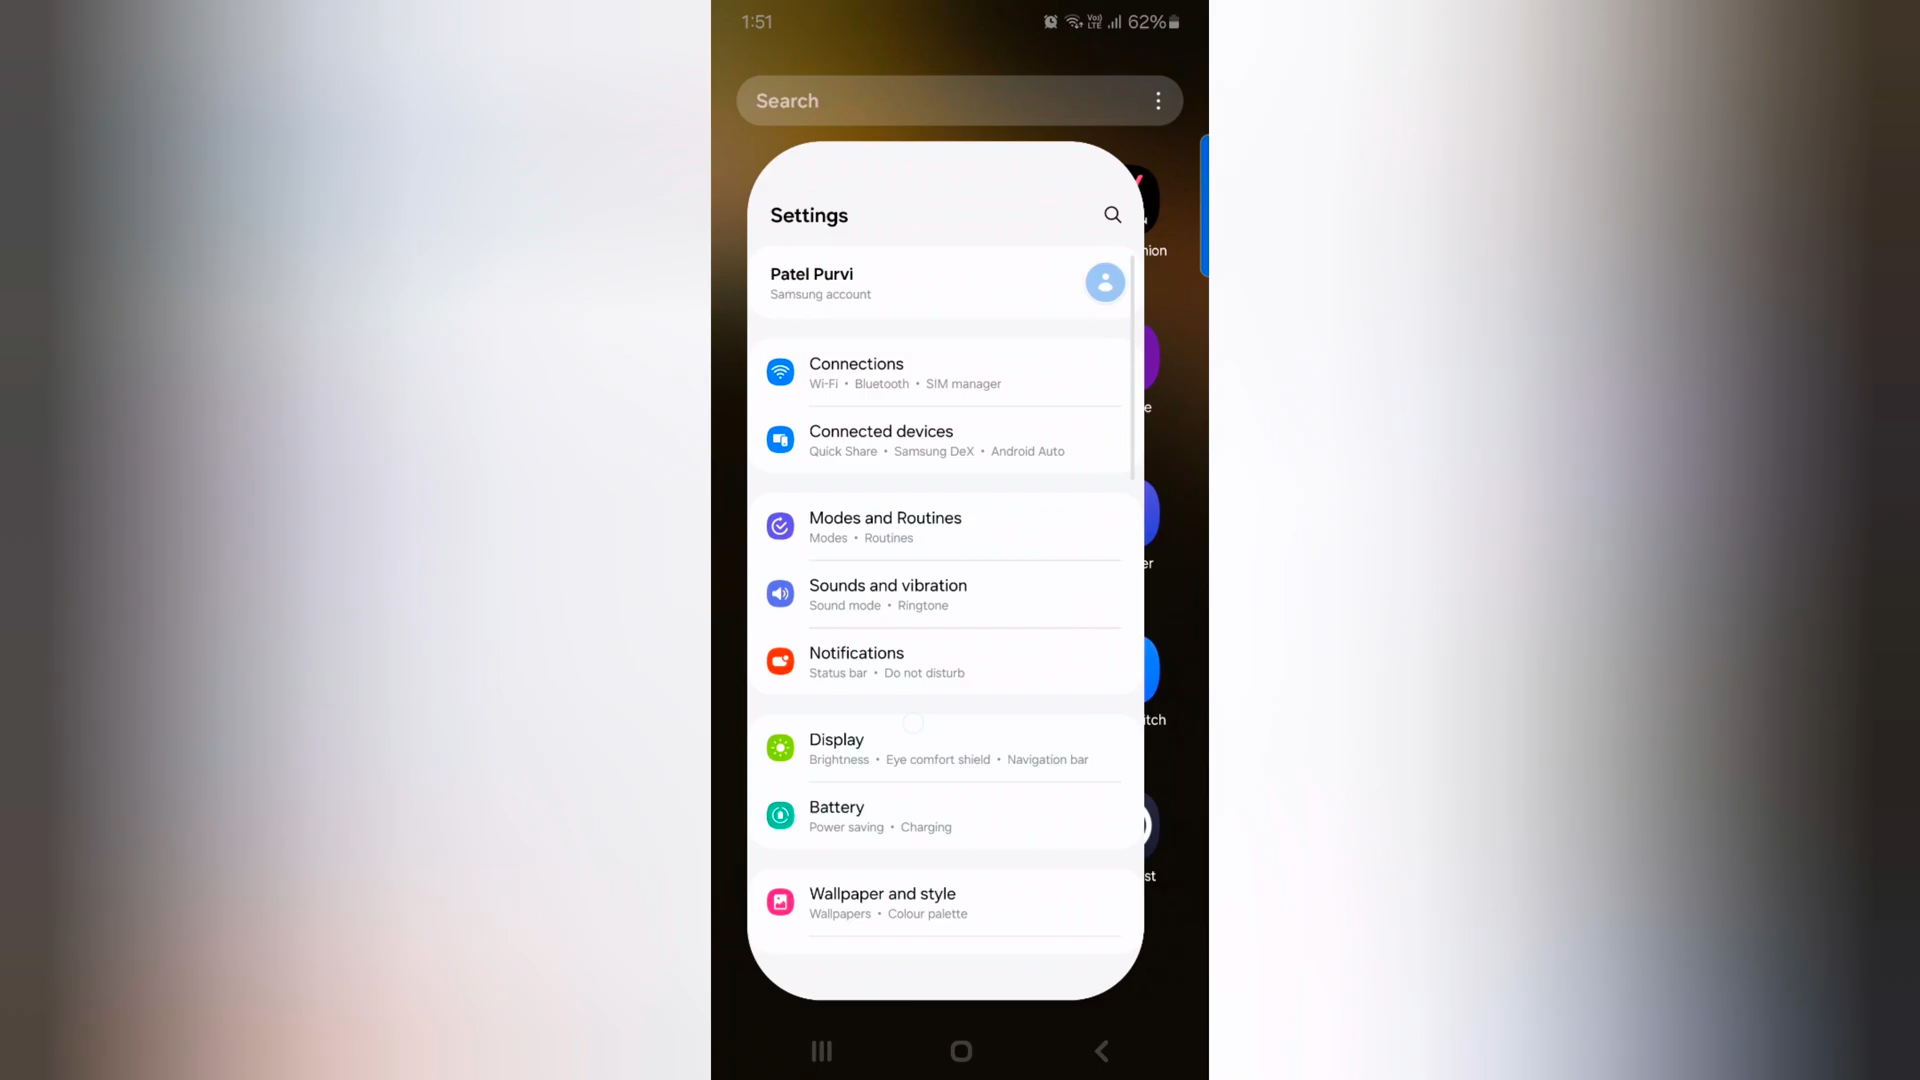 1:51
Vo)
LTE
62%
Search
Settings
Patel Purvi
Samsung account
Connections
Wi-Fi • Bluetooth • SIM manager
Connected devices
Quick Share • Samsung DeX • Android Auto
Modes and Routines
Modes • Routines
Sounds and vibration
Sound mode • Ringtone
Notifications
Status bar • Do not disturb
Display
Brightness • Eye comfort shield • Navigation bar
Battery
Power saving • Charging
Wallpaper and style
Wallpapers • Colour palette